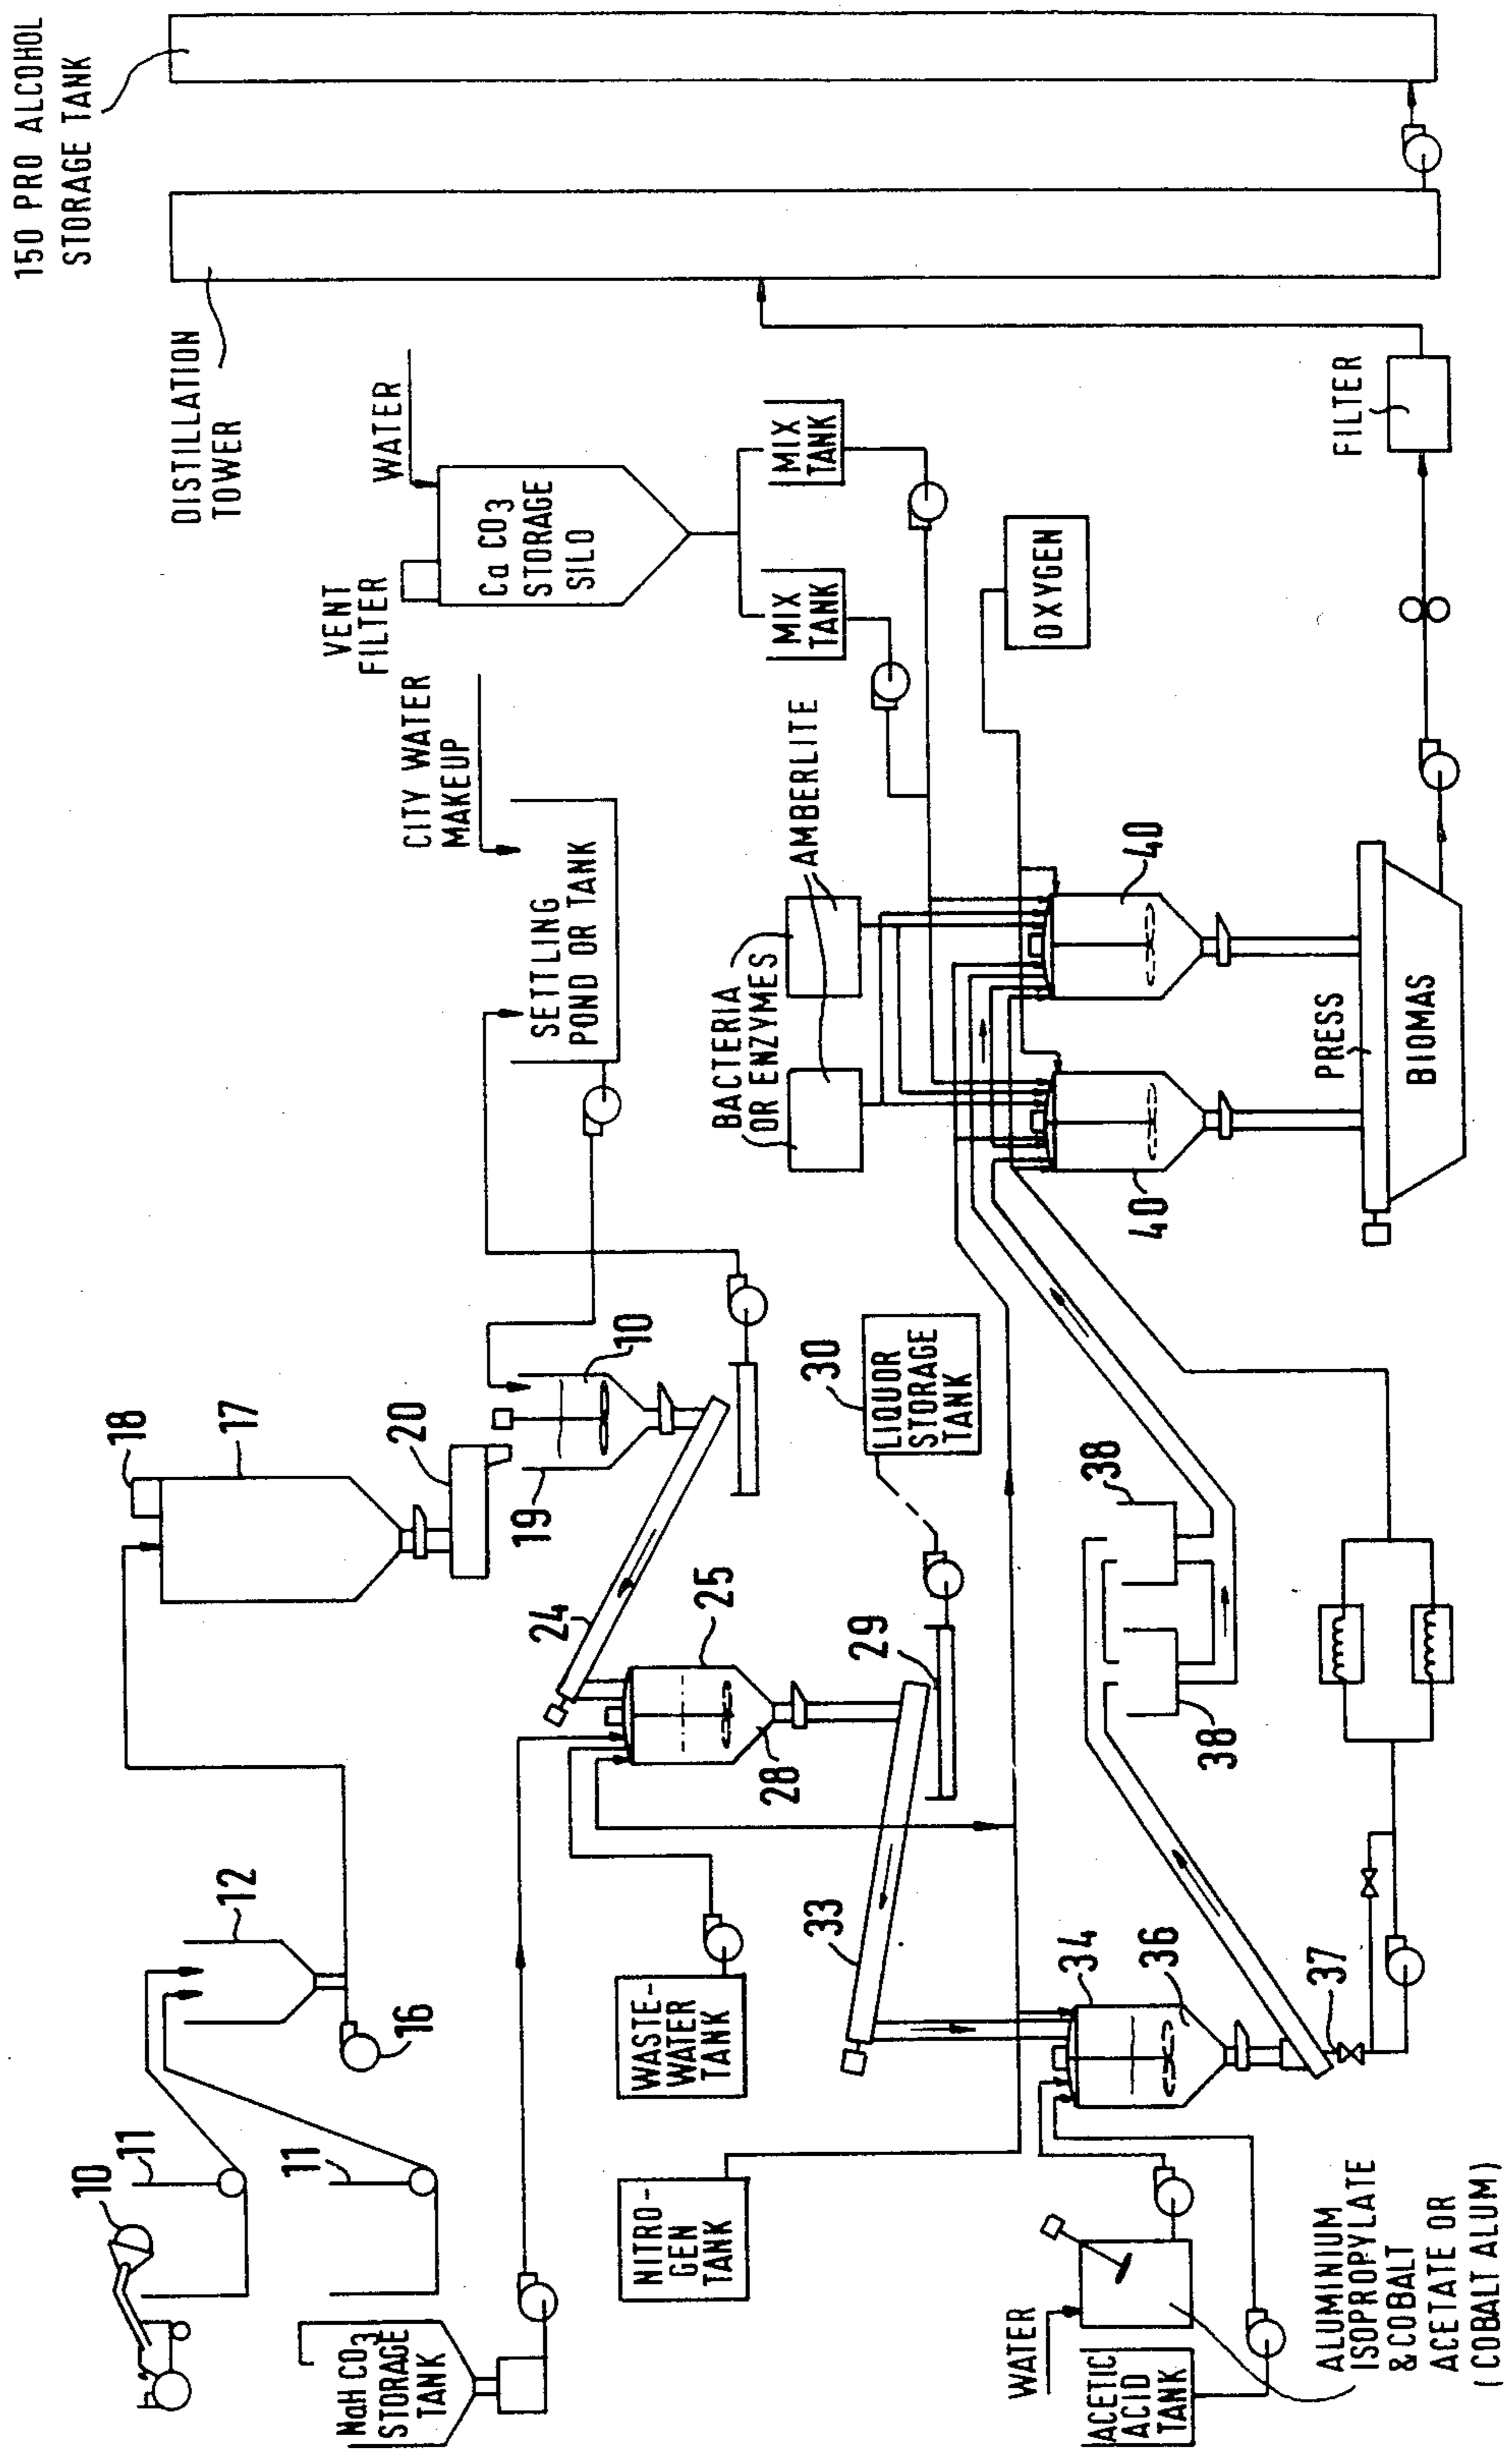 150 PRO ALCOHOL
STORAGE TANK
DISTILLATION
TOWER
WATER
VENT
FILTER
Ca CO3
STORAGE
SILO
MIX
TANK
MIX
TANK
FILTER
CITY WATER
MAKEUP
SETTLING
POND OR TANK
AMBERLITE
BACTERIA
OR ENZYMES
OXYGEN
40
40
PRESS
BIOMAS
18
17
20
19
10
24
25
28
30
LIQUOR
STORAGE
TANK
29
33
38
38
12
16
10
11
11
NaH CO3
STORAGE
TANK
WASTE-
WATER
TANK
NITRO-
GEN
TANK
34
36
37
WATER
ACETIC
ACID
TANK
ALUMINIUM
ISOPROPYLATE
& COBALT
ACETATE OR
(COBALT ALUM)